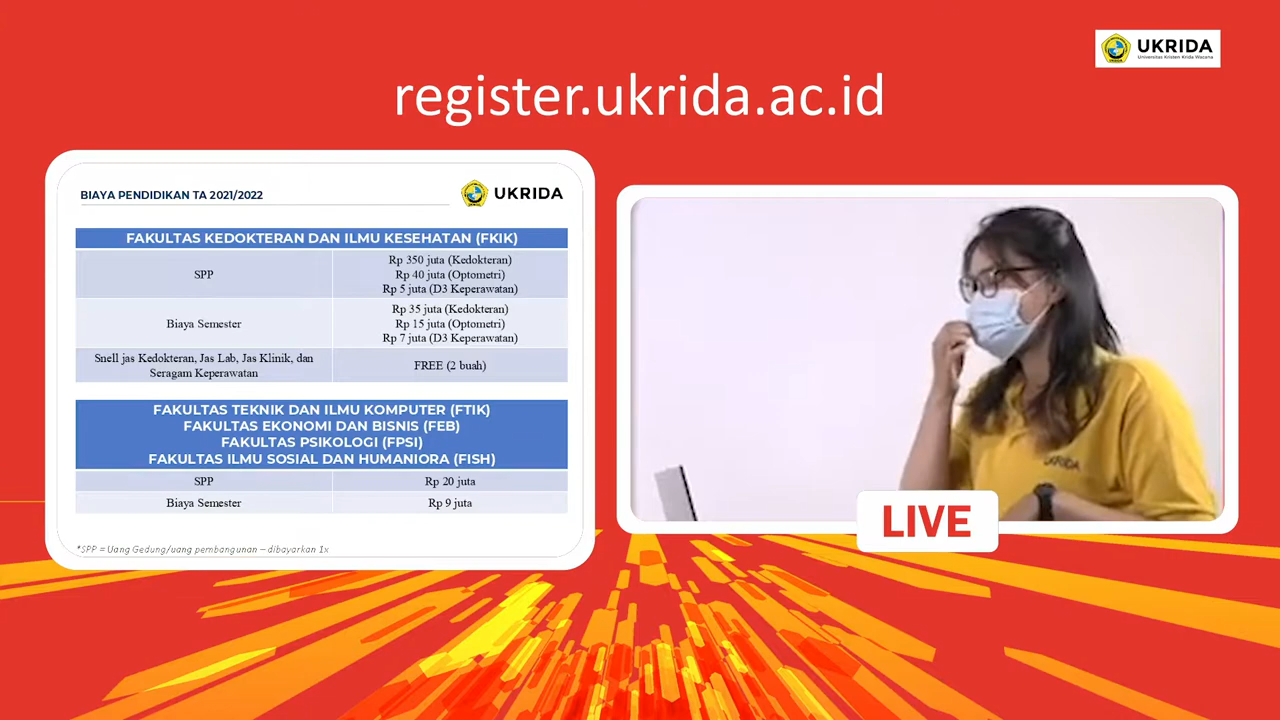 UKRIDA
Universitas Kristen Krida Wacana
register.ukrida.ac.id
BIAYA PENDIDIKAN TA 2021/2022
UKRIDA
FAKULTAS KEDOKTERAN DAN ILMU KESEHATAN (FKIK)
SPP
Rp 350 juta (Kedokteran)
Rp 40 juta (Optometri)
Rp 5 juta (D3 Keperawatan)
Biaya Semester
Rp 35 juta (Kedokteran)
Rp 15 juta (Optometri)
Rp 7 juta (D3 Keperawatan)
Snell jas Kedokteran, Jas Lab, Jas Klinik, dan
Seragam Keperawatan
FREE (2 buah)
FAKULTAS TEKNIK DAN ILMU KOMPUTER (FTIK)
FAKULTAS EKONOMI DAN BISNIS (FEB)
FAKULTAS PSIKOLOGI (FPSI)
FAKULTAS ILMU SOSIAL DAN HUMANIORA (FISH)
SPP
Rp 20 juta
Biaya Semester
Rp 9 juta
*SPP = Uang Gedung/uang pembangunan – dibayarkan 1x
UKRIDA
LIVE